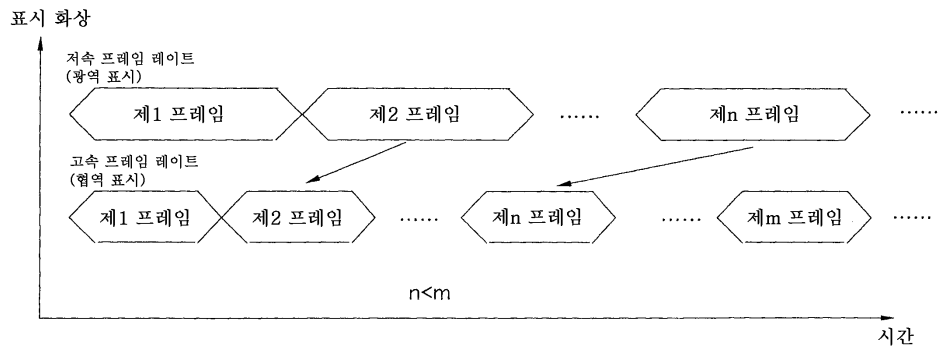 표시 화상
저속 프레임 레이트
(광역 표시)
제1 프레임 제2 프레임 ...... 제n 프레임 ......
고속 프레임 레이트
(협역 표시)
제1 프레임 제2 프레임 ...... 제n 프레임 ...... 제m 프레임 ......
n<m
시간